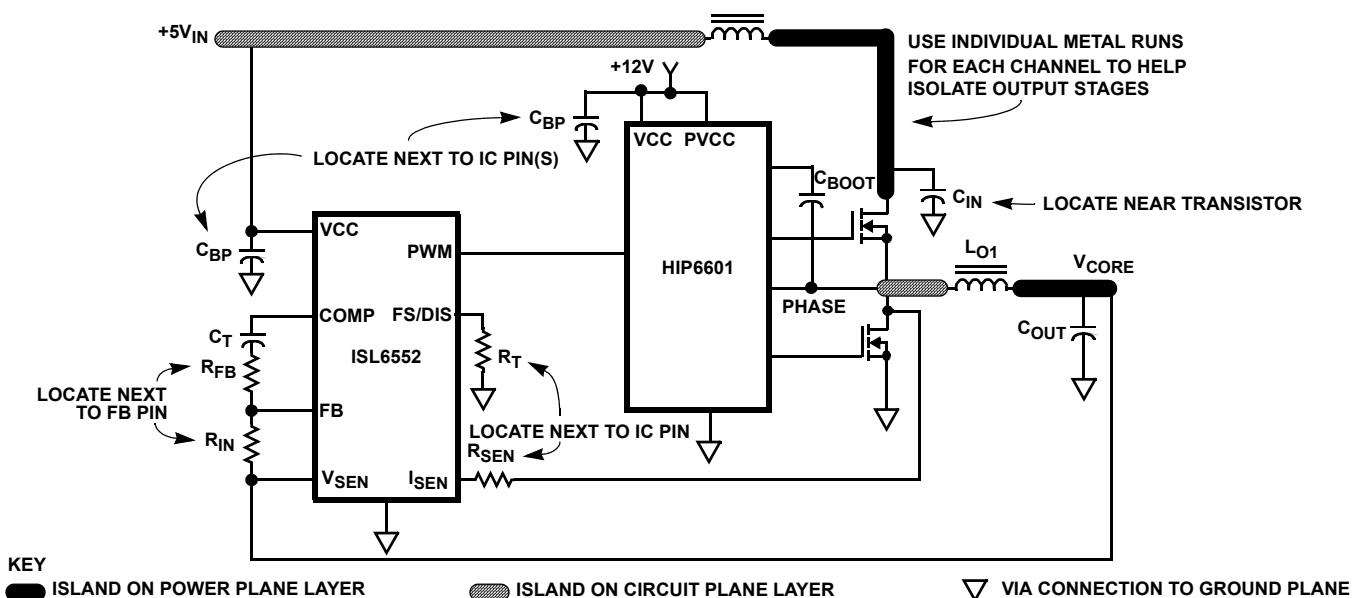 +5VIN
USE INDIVIDUAL METAL RUNS
FOR EACH CHANNEL TO HELP
ISOLATE OUTPUT STAGES
+12V
CBP
VCC PVCC
LOCATE NEXT TO IC PIN(S)
CBOOT
CIN
LOCATE NEAR TRANSISTOR
VCC
CBP
PWM
HIP6601
LO1
VCORE
PHASE
COMP
FS/DIS
CT
COUT
RFB
ISL6552
RT
LOCATE NEXT
TO FB PIN
FB
RIN
LOCATE NEXT TO IC PIN
RSEN
VSEN
ISEN
KEY
ISLAND ON POWER PLANE LAYER
ISLAND ON CIRCUIT PLANE LAYER
VIA CONNECTION TO GROUND PLANE